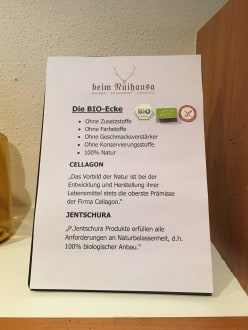 beim Ruihausa
Die BIO-Ecke
BIO
• Ohne Zusatzstoffe
• Ohne Farbstoffe
• Ohne Geschmacksverstärker
• Ohne Konservierungsstoffe
• 100% Natur
CELLAGON
„Das Vorbild der Natur ist bei der
Entwicklung und Herstellung ihrer
Lebensmittel stets die oberste Prämisse
der Firma Cellagon."
JENTSCHURA
„P.Jentschura Produkte erfüllen alle
Anforderungen an Naturbelassenheit, d.h.
100% biologischer Anbau."